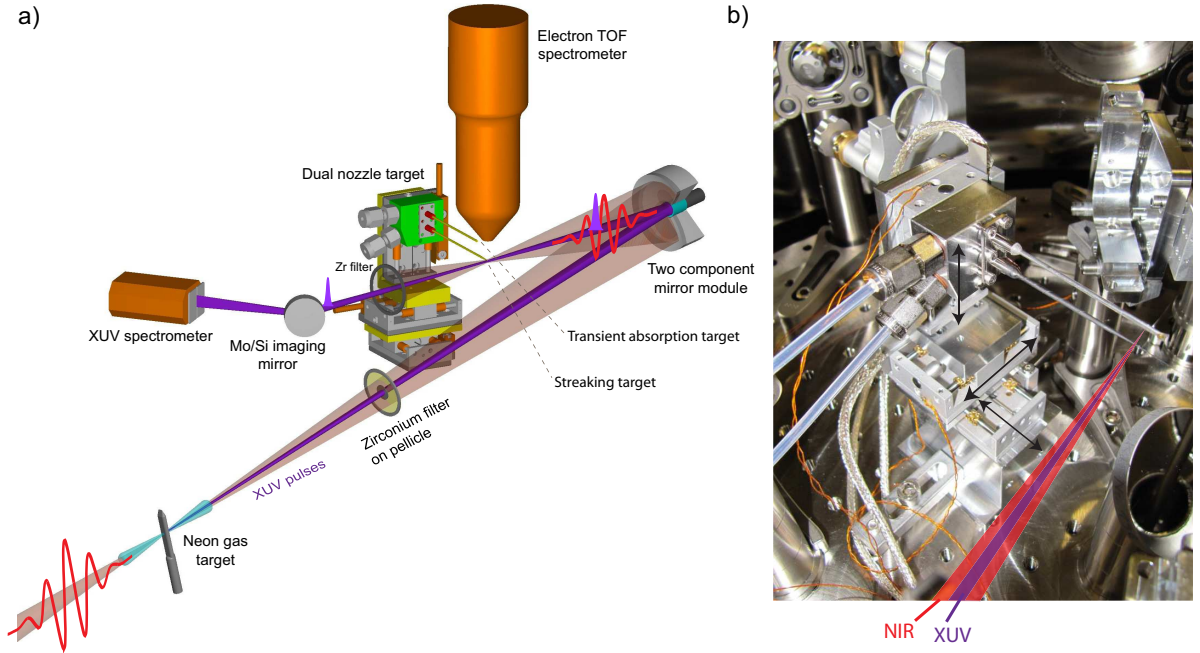 a)
Electron TOF
spectrometer
Dual nozzle target
Zr filter
Two component
mirror module
XUV spectrometer
Mo/Si imaging
mirror
Transient absorption target
Streaking target
Zirconium filter
on pellicle
XUV pulses
Neon gas
target
b)
NIR
XUV